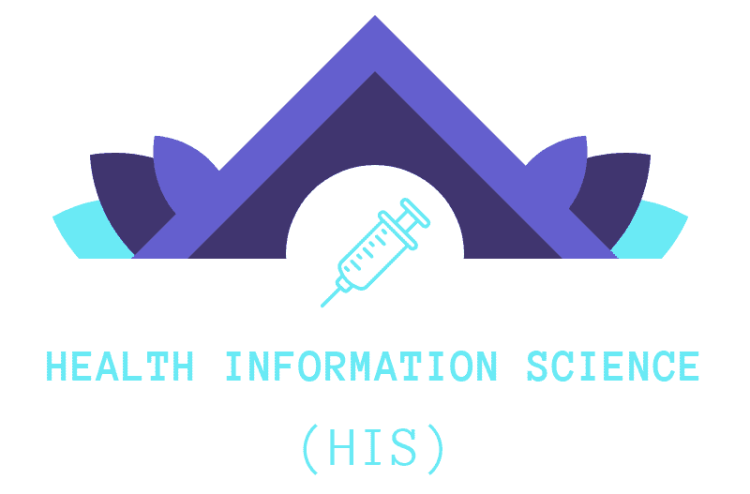 HEALTH INFORMATION SCIENCE
(HIS)